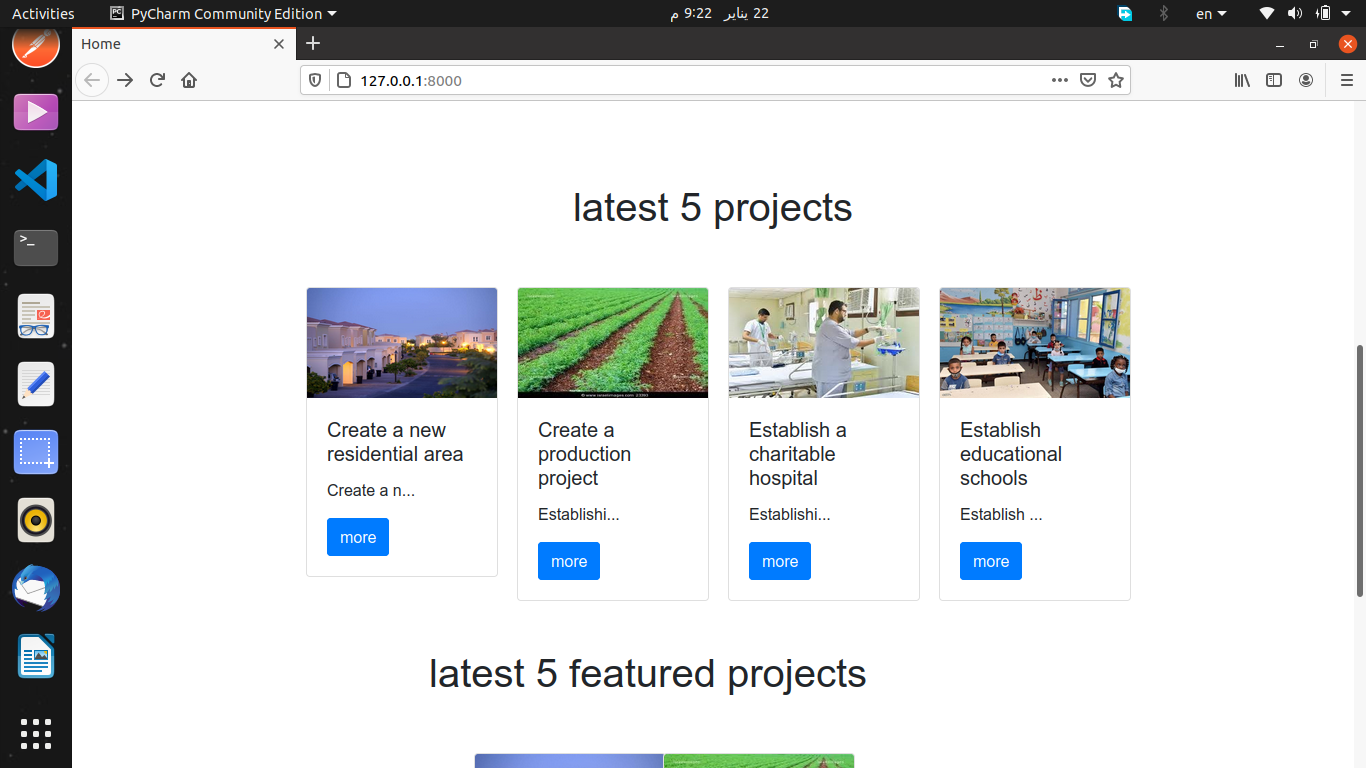 Activities
PyCharm Community Edition
22 يناير 9:22 م
en
Home
127.0.0.1:8000
latest 5 projects
Create a new
residential area
Create a n...
more
Create a
production
project
Establishi...
more
Establish a
charitable
hospital
Establishi...
more
Establish
educational
schools
Establish ...
more
latest 5 featured projects